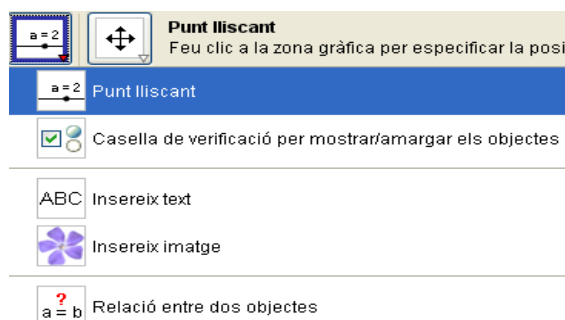 a = 2
Punt lliscant
Feu clic a la zona gràfica per especificar la posi
a = 2 Punt lliscant
Casella de verificació per mostrar/amargar els objectes
ABC Insereix text
Insereix imatge
?
a = b Relació entre dos objectes